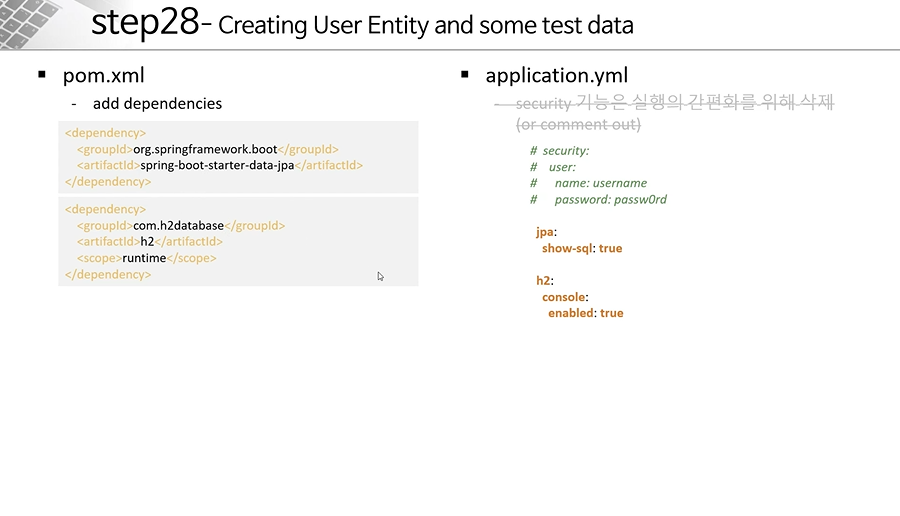 step28- Creating User Entity and some test data
▪ pom.xml
- add dependencies
<dependency>
<groupId>org.springframework.boot</groupId>
<artifactId>spring-boot-starter-data-jpa</artifactId>
</dependency>
<dependency>
<groupId>com.h2database</groupId>
<artifactId>h2</artifactId>
<scope>runtime</scope>
</dependency>
▪ application.yml
- security 기능은 실행의 간편화를 위해 삭제
(or comment out)
# security:
# user:
# name: username
# password: passw0rd
jpa:
show-sql: true
h2:
console:
enabled: true